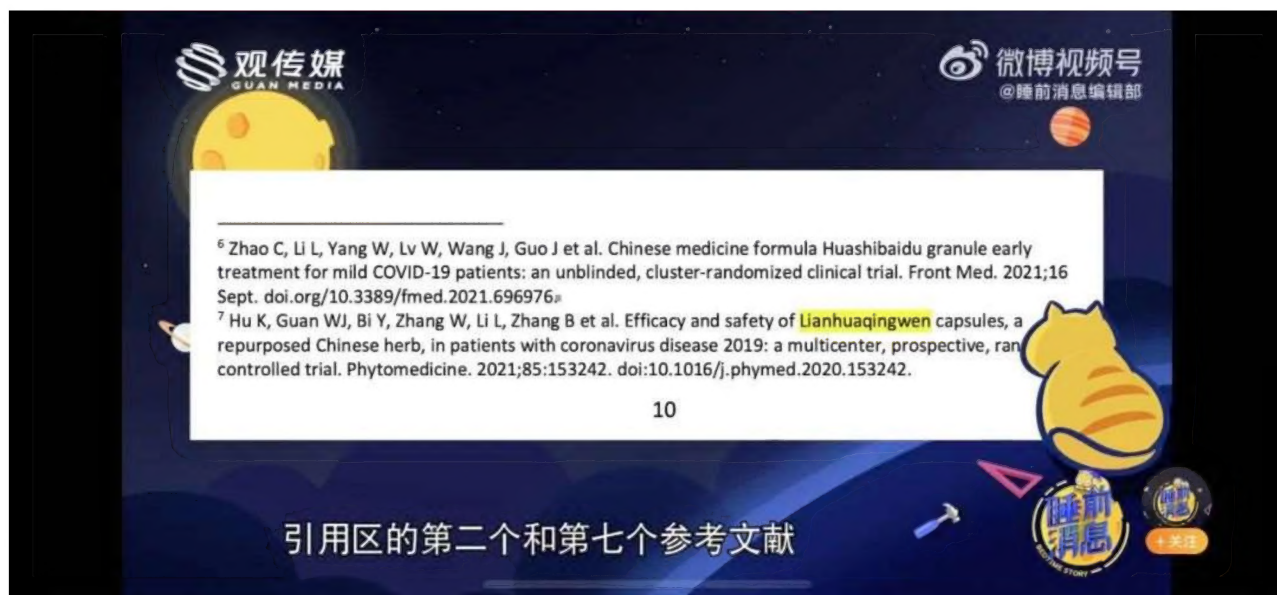 观传媒
GUAN MEDIA
微博视频号
@睡前消息编辑部
6 Zhao C, Li L, Yang W, Lv W, Wang J, Guo J et al. Chinese medicine formula Huashibaidu granule early
treatment for mild COVID-19 patients: an unblinded, cluster-randomized clinical trial. Front Med. 2021;16
Sept. doi.org/10.3389/fmed.2021.696976
7 Hu K, Guan WJ, Bi Y, Zhang W, Li L, Zhang B et al. Efficacy and safety of Lianhuaqingwen capsules, a
repurposed Chinese herb, in patients with coronavirus disease 2019: a multicenter, prospective, ran
controlled trial. Phytomedicine. 2021;85:153242. doi:10.1016/j.phymed.2020.153242.
10
引用区的第二个和第七个参考文献
睡前
消息
BEDTIME STORY
睡前
消息
+关注